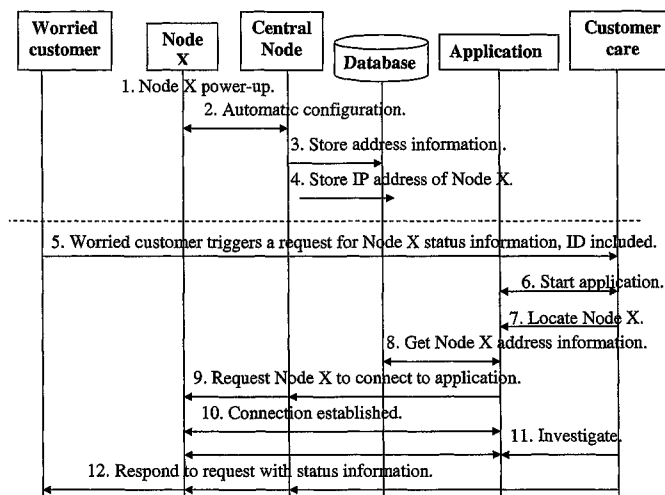 Worried
customer
Node
X
Central
Node
Database
Application
Customer
care
1. Node X power-up.
2. Automatic configuration.
3. Store address information.
4. Store IP address of Node X.
5. Worried customer triggers a request for Node X status information, ID included.
6. Start application.
7. Locate Node X.
8. Get Node X address information.
9. Request Node X to connect to application.
10. Connection established.
11. Investigate.
12. Respond to request with status information.